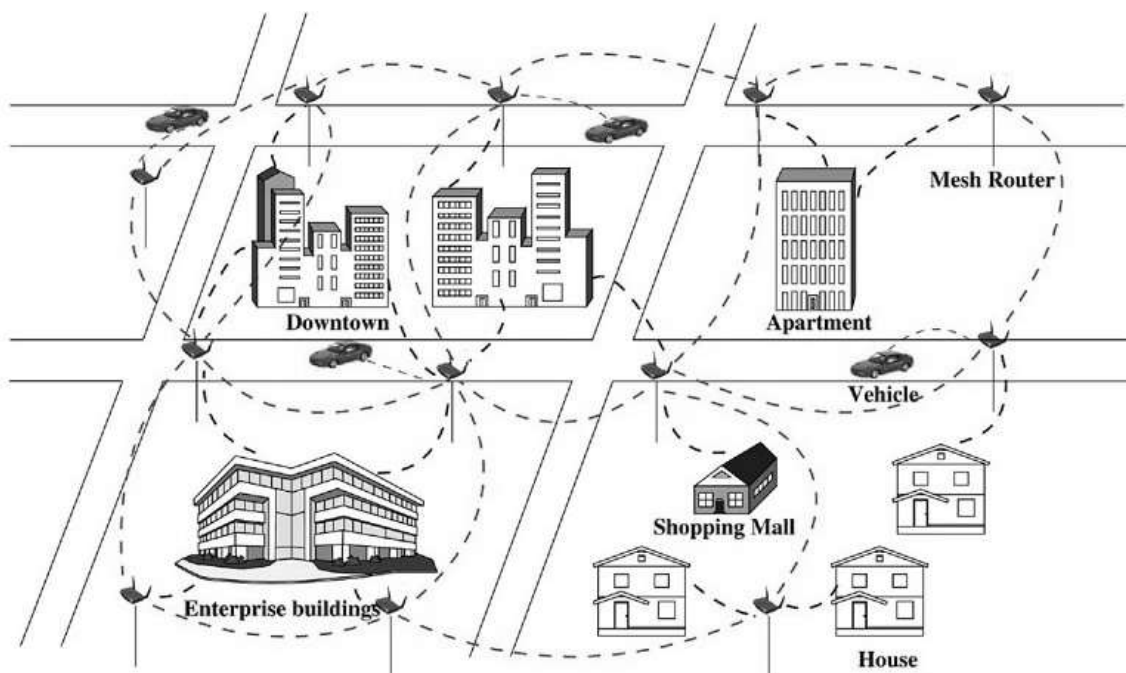 Mesh Router
Downtown
Apartment
Vehicle
Shopping Mall
Enterprise buildings
House